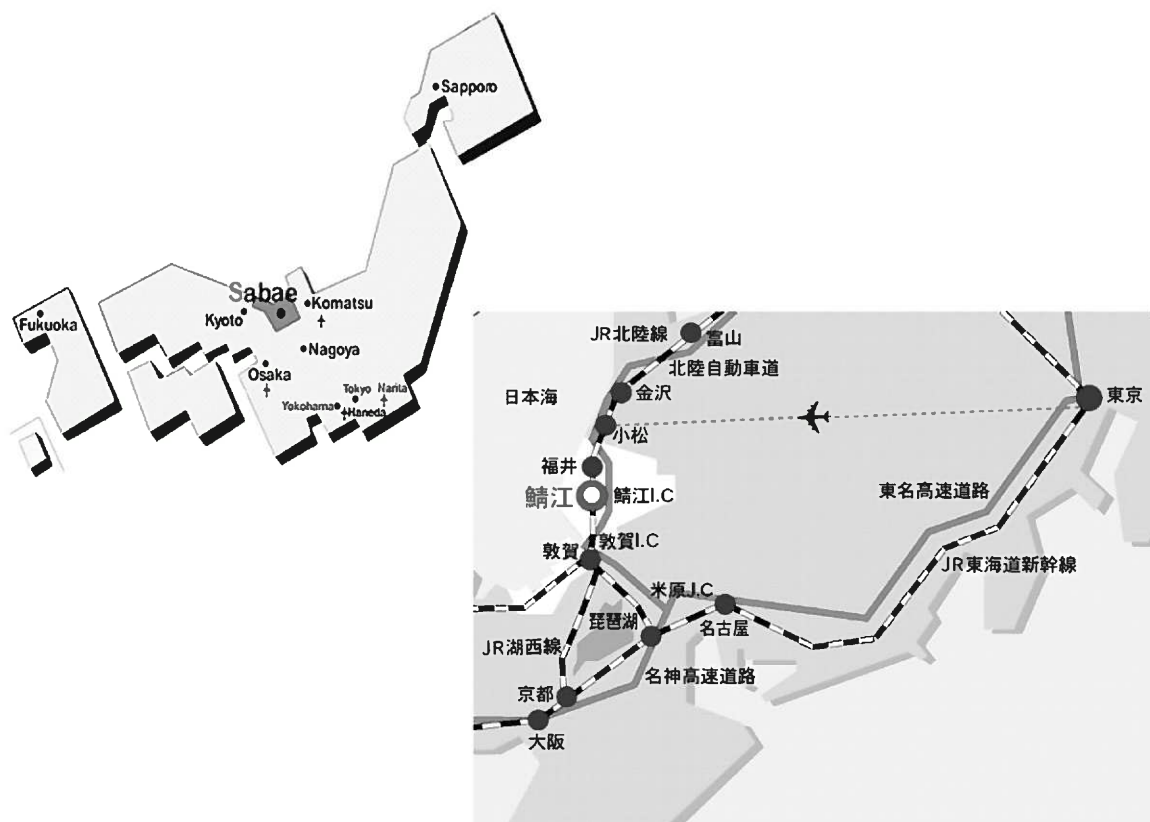 Sapporo
Sabae
Komatsu
Kyoto
Fukuoka
Nagoya
Osaka
Tokyo
Narita
Yokohama
Haneda
JR北陸線
富山
北陸自動車道
日本海
金沢
東京
小松
福井
鯖江
鯖江I.C
東名高速道路
敦賀I.C
敦賀
JR東海道新幹線
米原J.C
琵琶湖
名古屋
JR湖西線
名神高速道路
京都
大阪